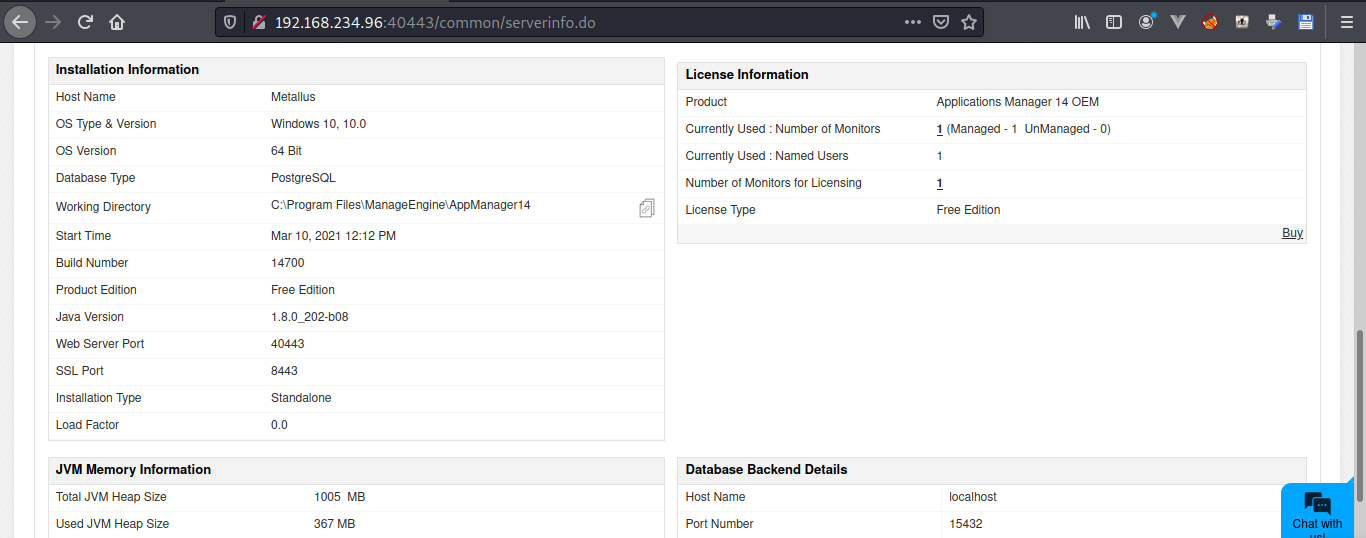 192.168.234.96:40443/common/serverinfo.do
Installation Information
Host Name Metallus
OS Type & Version Windows 10, 10.0
OS Version 64 Bit
Database Type PostgreSQL
Working Directory C:\Program Files\ManageEngine\AppManager14
Start Time Mar 10, 2021 12:12 PM
Build Number 14700
Product Edition Free Edition
Java Version 1.8.0_202-b08
Web Server Port 40443
SSL Port 8443
Installation Type Standalone
Load Factor 0.0
License Information
Product Applications Manager 14 OEM
Currently Used : Number of Monitors 1 (Managed - 1 UnManaged - 0)
Currently Used : Named Users 1
Number of Monitors for Licensing 1
License Type Free Edition
Buy
JVM Memory Information
Total JVM Heap Size 1005 MB
Used JVM Heap Size 367 MB
Database Backend Details
Host Name localhost
Port Number 15432
Chat with
us!